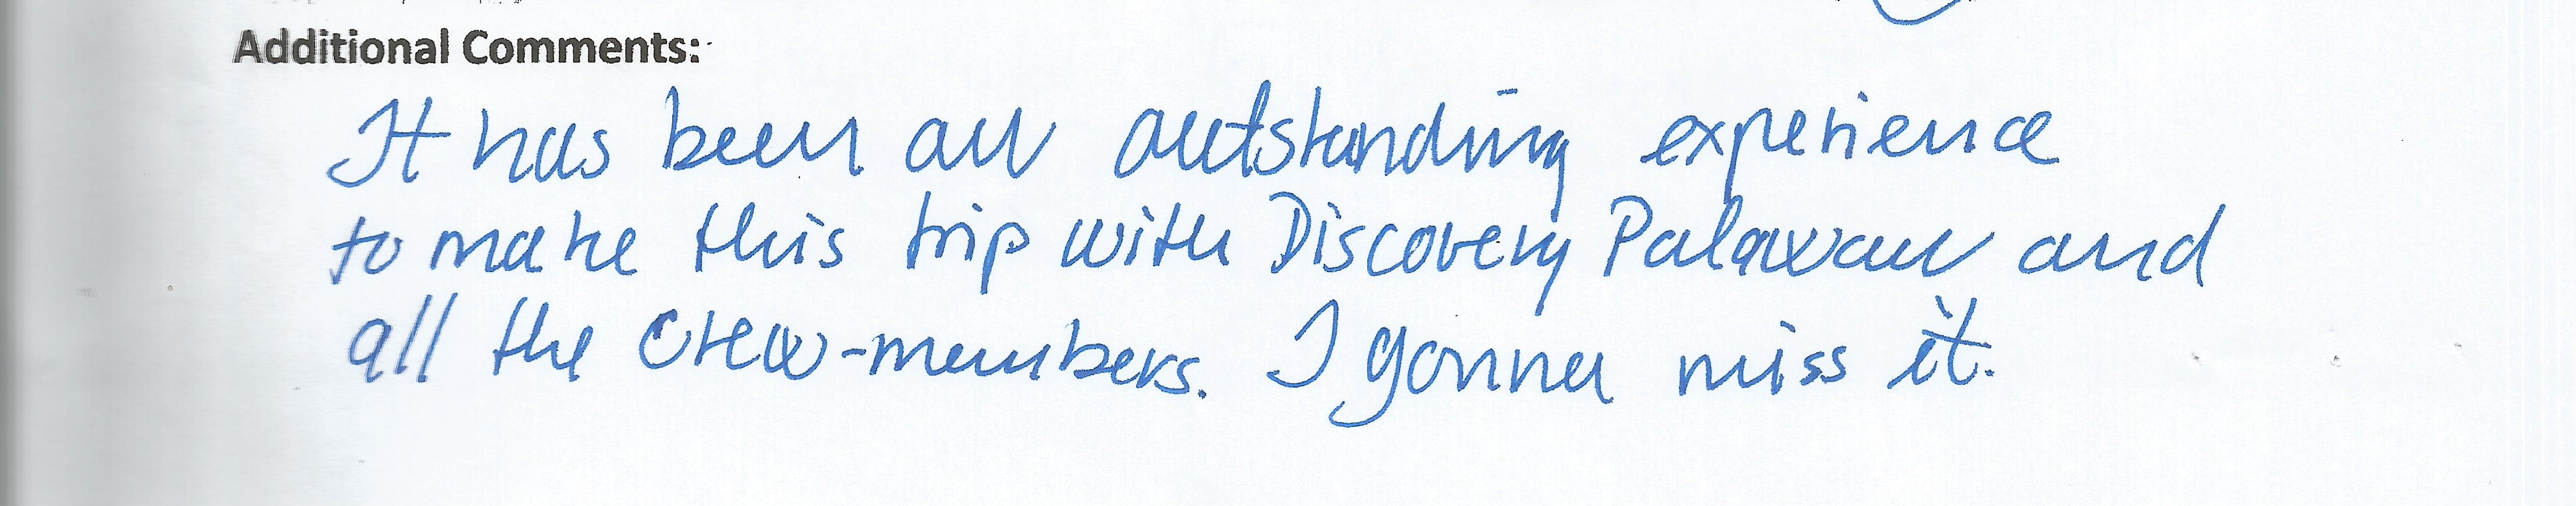 Additional Comments:
It has been an outstanding experience
to make this trip with Discovery Palawan and
all the crew-members. I gonna miss it.